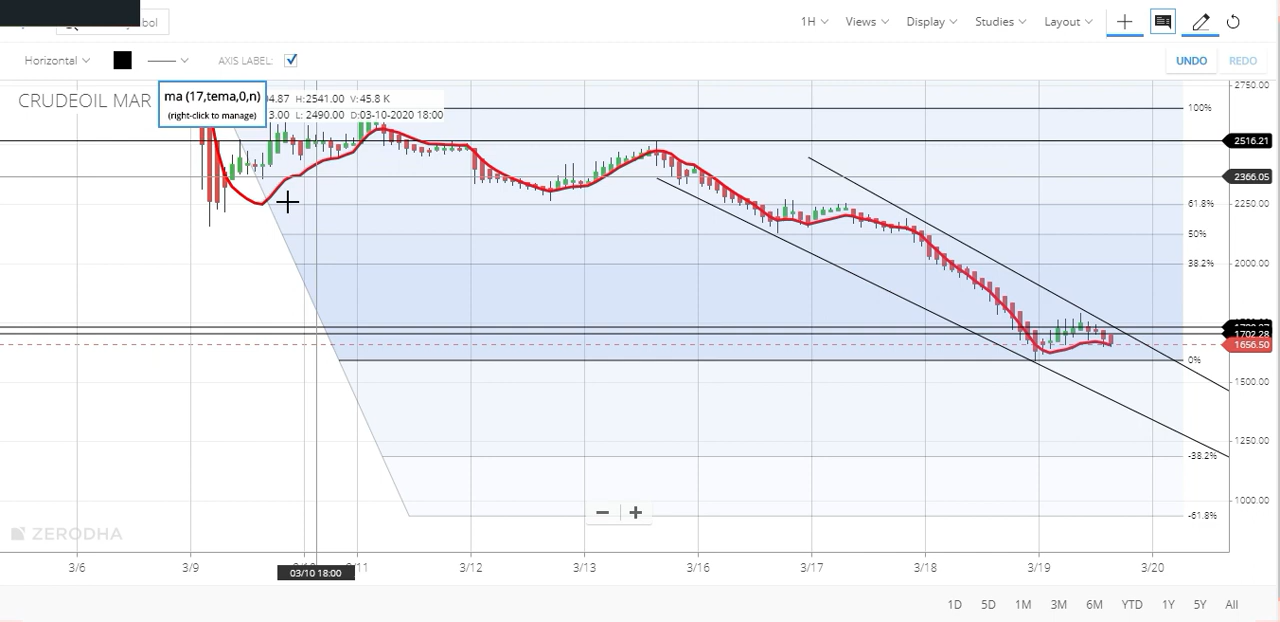 bol
1H Views Display Studies Layout
Horizontal AXIS LABEL: UNDO REDO
CRUDEOIL MAR
ma (17,tema,0,n)
(right-click to manage)
4.87 H:2541.00 V:45.8 K
3.00 L:2490.00 D:03-10-2020 18:00
2750.00
100%
2516.21
2366.05
61.8% 2250.00
50%
38.2% 2000.00
1702.28
1656.50
0%
1500.00
1250.00
-38.2%
1000.00
-61.8%
ZERODHA
3/6 3/9 3/11 3/12 3/13 3/16 3/17 3/18 3/19 3/20
03/10 18:00
1D 5D 1M 3M 6M YTD 1Y 5Y All